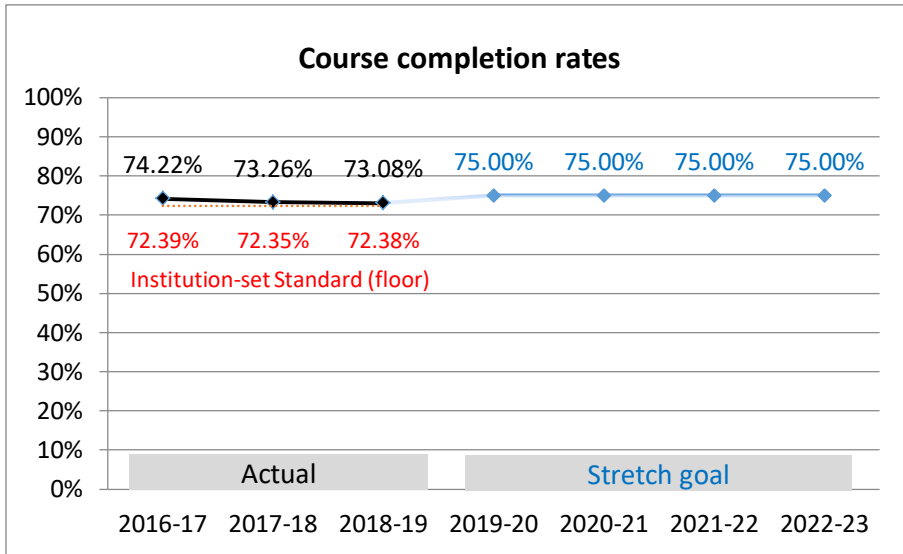 Course completion rates
100%
90%
80%
70%
60%
50%
40%
30%
20%
10%
0%
74.22% 73.26% 73.08% 75.00% 75.00% 75.00% 75.00%
72.39% 72.35% 72.38%
Institution-set Standard (floor)
Actual Stretch goal
2016-17 2017-18 2018-19 2019-20 2020-21 2021-22 2022-23